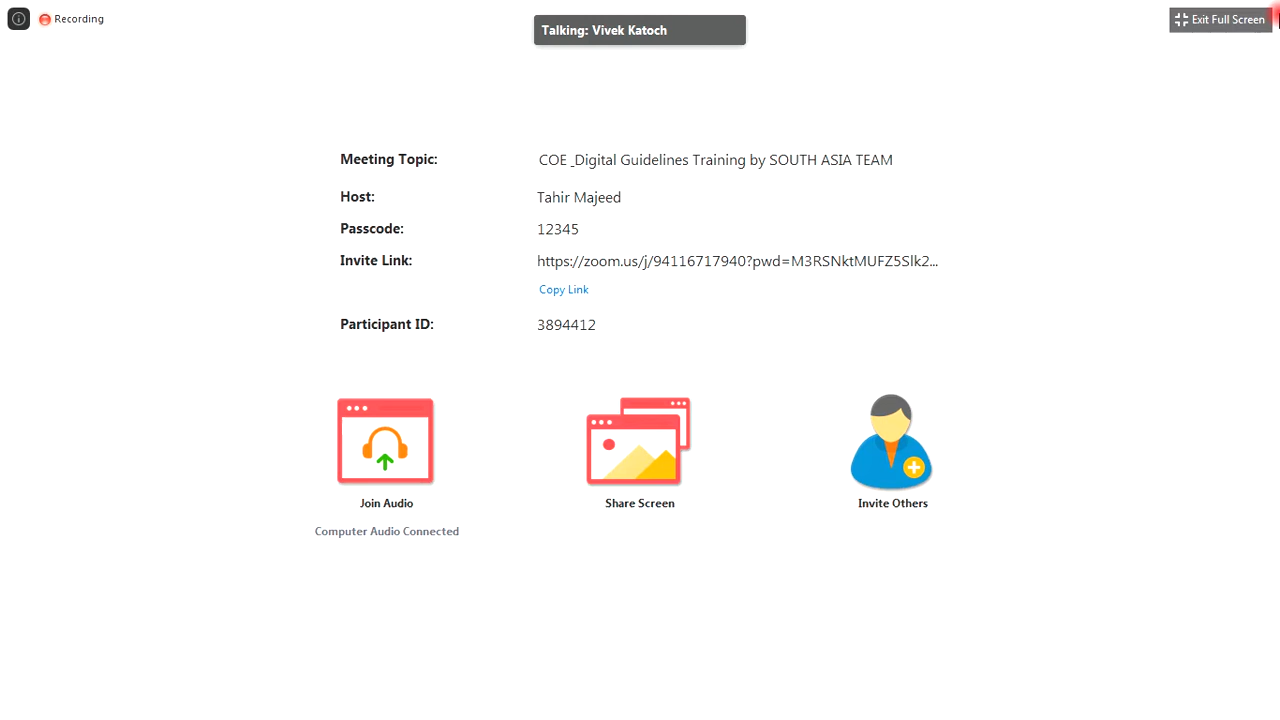 Recording
Talking: Vivek Katoch
Exit Full Screen
Meeting Topic: COE _Digital Guidelines Training by SOUTH ASIA TEAM
Host: Tahir Majeed
Passcode: 12345
Invite Link: https://zoom.us/j/94116717940?pwd=M3RSNktMUFZ5Slk2...
Copy Link
Participant ID: 3894412
Join Audio
Share Screen
Invite Others
Computer Audio Connected